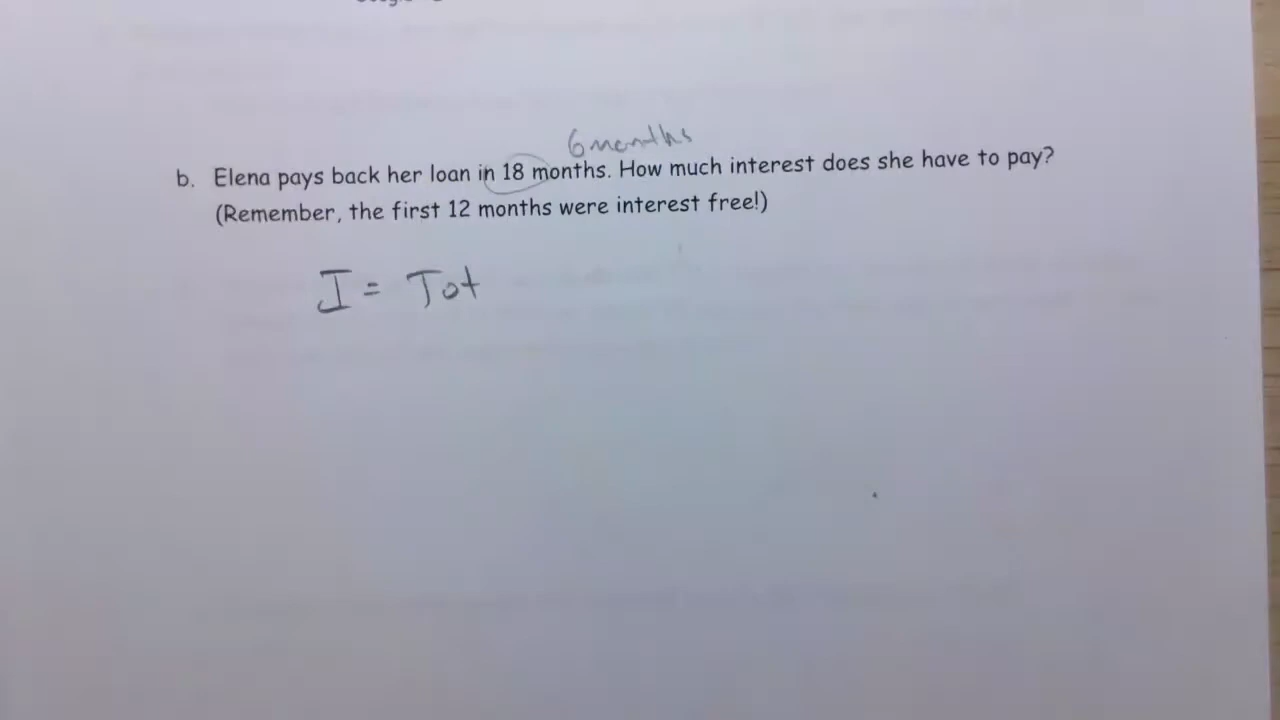 6 months
b. Elena pays back her loan in 18 months. How much interest does she have to pay?
(Remember, the first 12 months were interest free!)
I = Tot